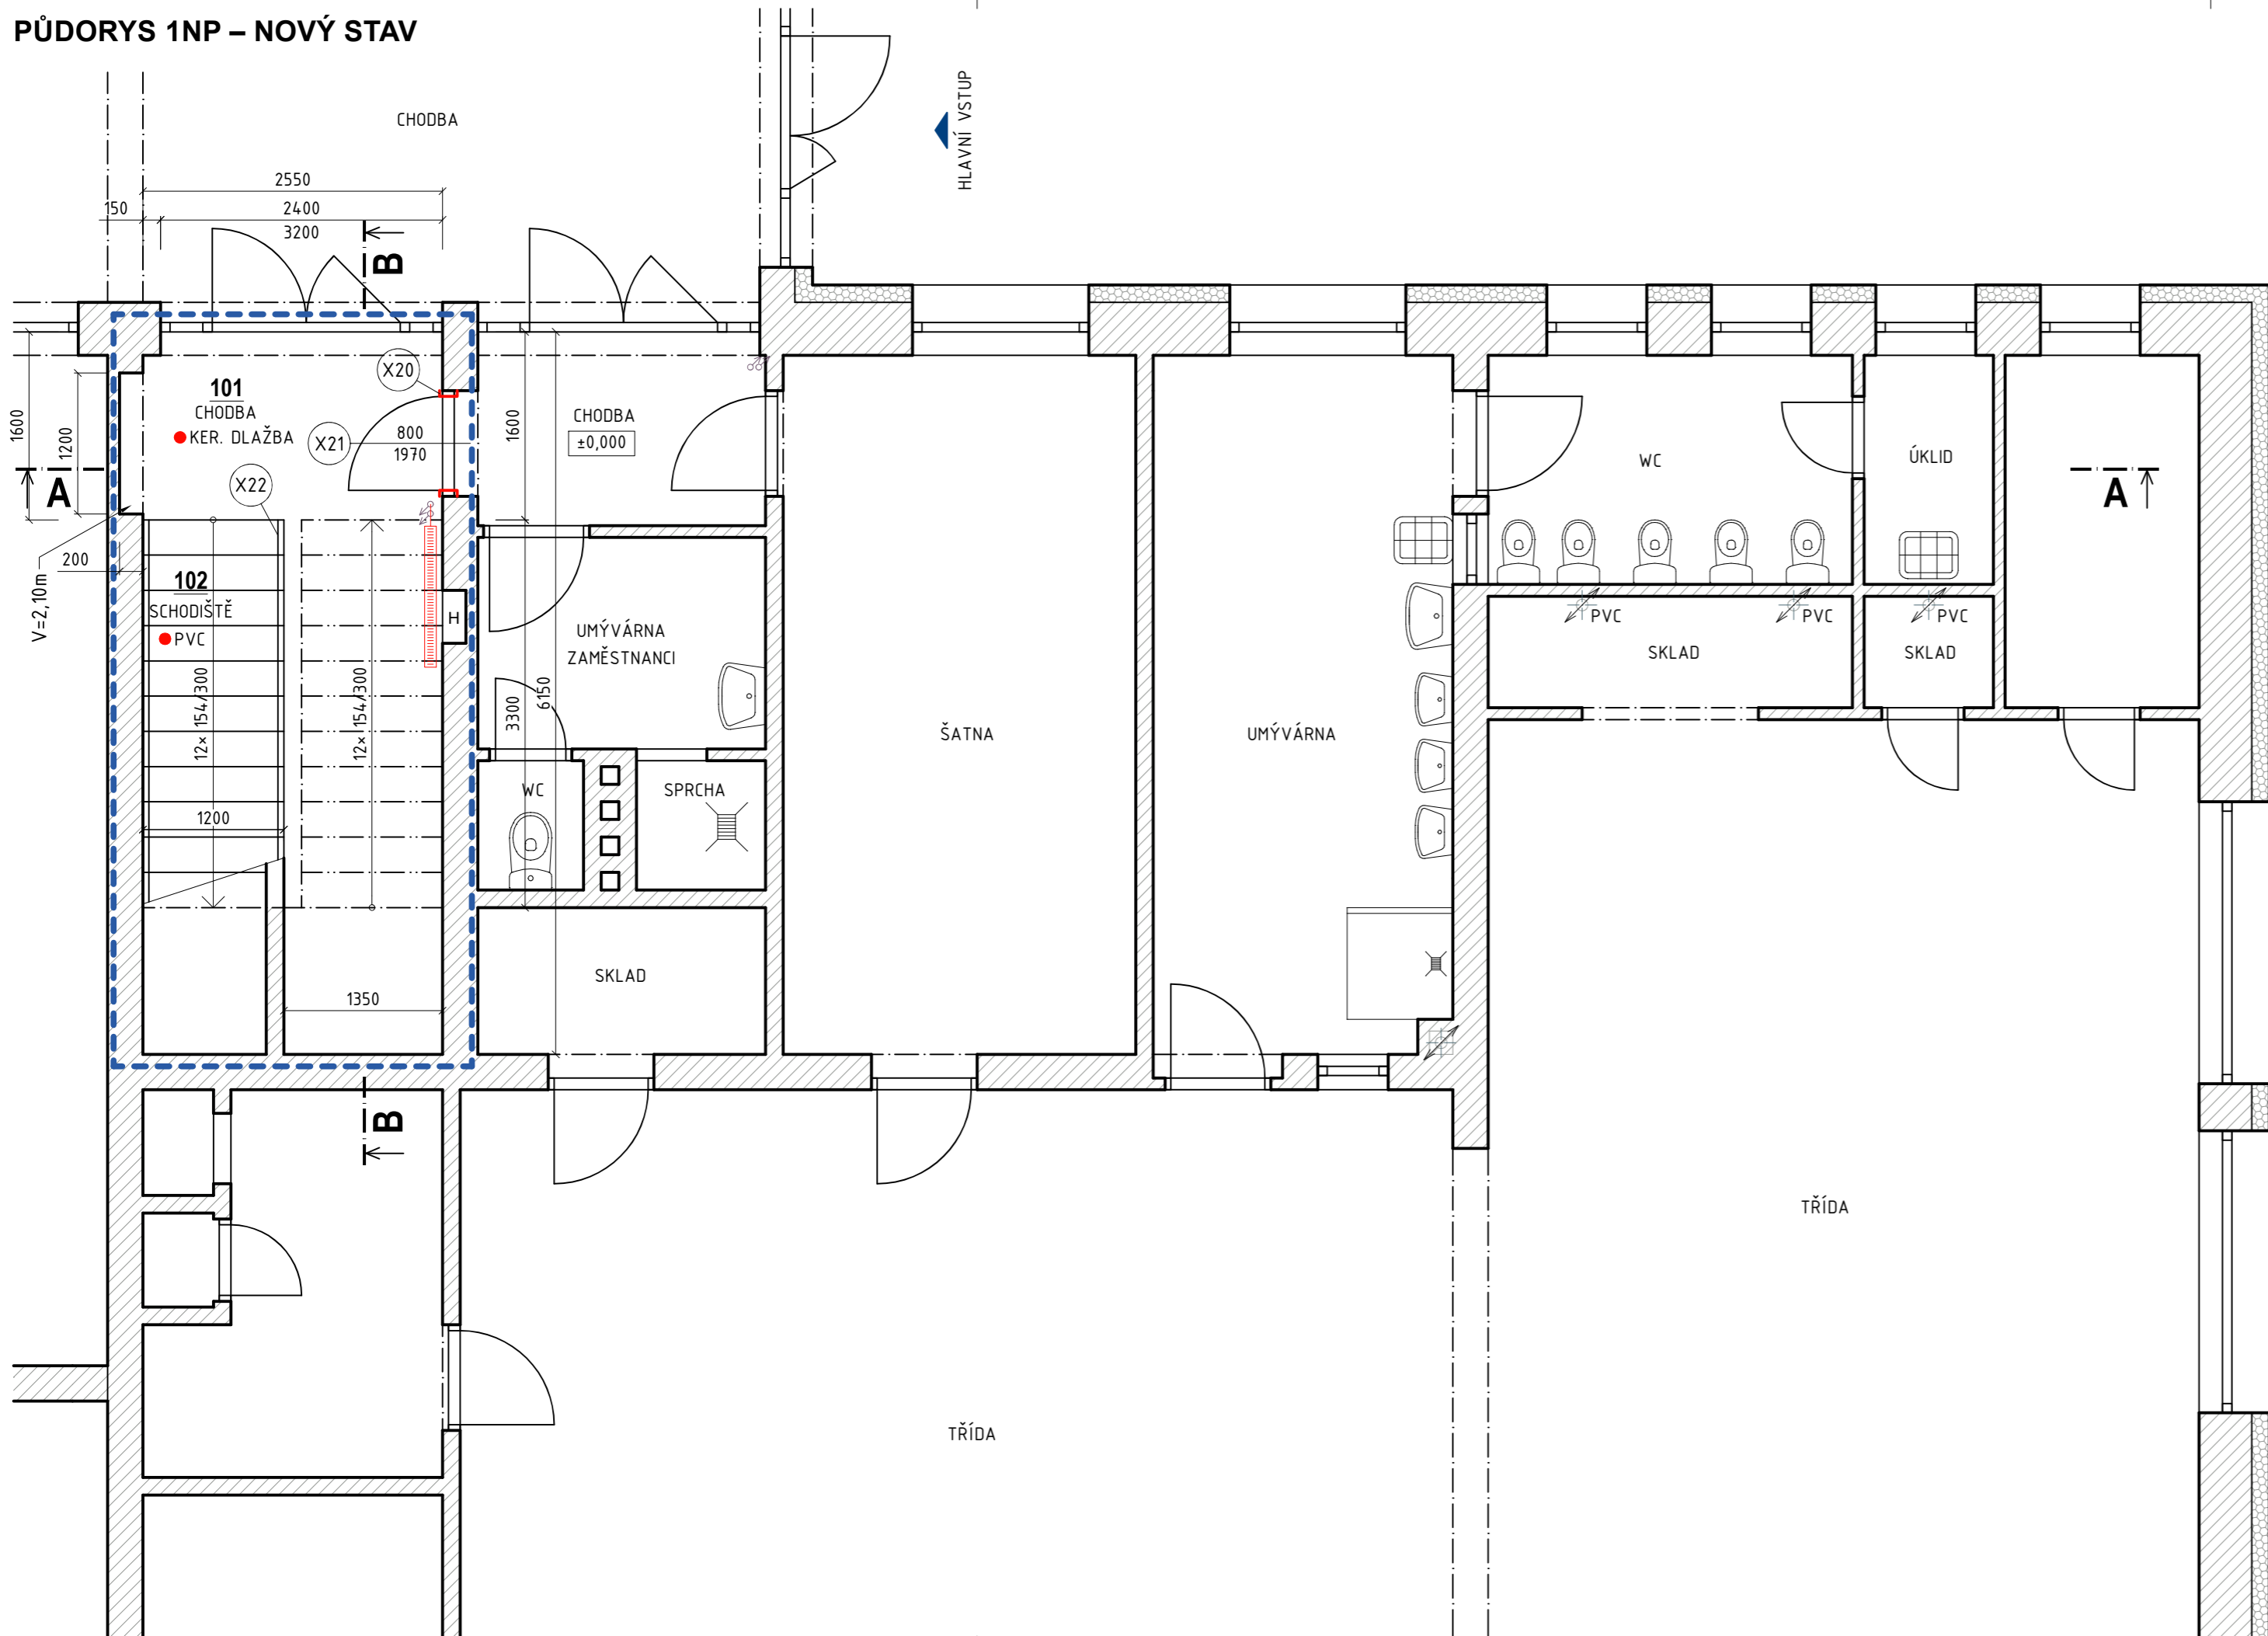 PŮDORYS 1NP – NOVÝ STAV
CHODBA
HLAVNÍ VSTUP
2550
150
2400
3200
B
X20
101
CHODBA
KER. DLAŽBA
X21
800
1970
1600
1200
1600
CHODBA
±0,000
A
X22
WC
ÚKLID
A
200
V=2,10m
102
SCHODIŠTĚ
PVC
H
UMÝVÁRNA
ZAMĚSTNANCI
PVC
PVC
PVC
SKLAD
SKLAD
12× 154/300
12× 154/300
3300
6150
ŠATNA
UMÝVÁRNA
WC
SPRCHA
1200
SKLAD
1350
B
TŘÍDA
TŘÍDA